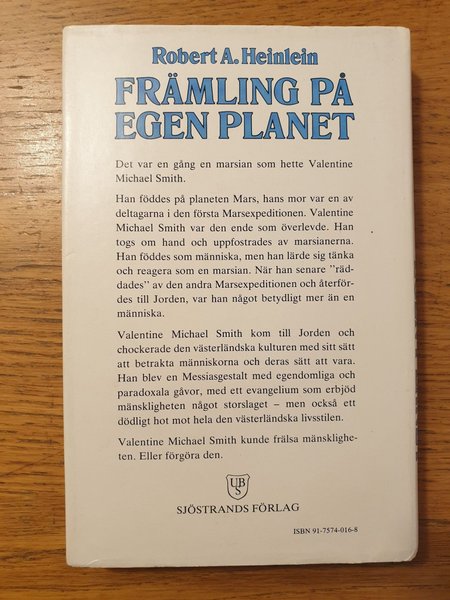 Robert A. Heinlein
FRÄMLING PÅ
EGEN PLANET
Det var en gång en marsian som hette Valentine
Michael Smith.
Han föddes på planeten Mars, hans mor var en av
deltagarna i den första Marsexpeditionen. Valentine
Michael Smith var den ende som överlevde. Han
togs om hand och uppfostrades av marsianerna.
Han föddes som människa, men han lärde sig tänka
och reagera som en marsian. När han senare ”räd-
dades” av den andra Marsexpeditionen och återför-
des till Jorden, var han något betydligt mer än en
människa.
Valentine Michael Smith kom till Jorden och
chockerade den västerländska kulturen med sitt sätt
att betrakta människorna och deras sätt att vara.
Han blev en Messiasgestalt med egendomliga och
paradoxala gåvor, med ett evangelium som erbjöd
mänskligheten något storslaget – men också ett
dödligt hot mot hela den västerländska livsstilen.
Valentine Michael Smith kunde frälsa mänsklighe-
ten. Eller förgöra den.
UBS
SJÖSTRANDS FÖRLAG
ISBN 91-7574-016-8